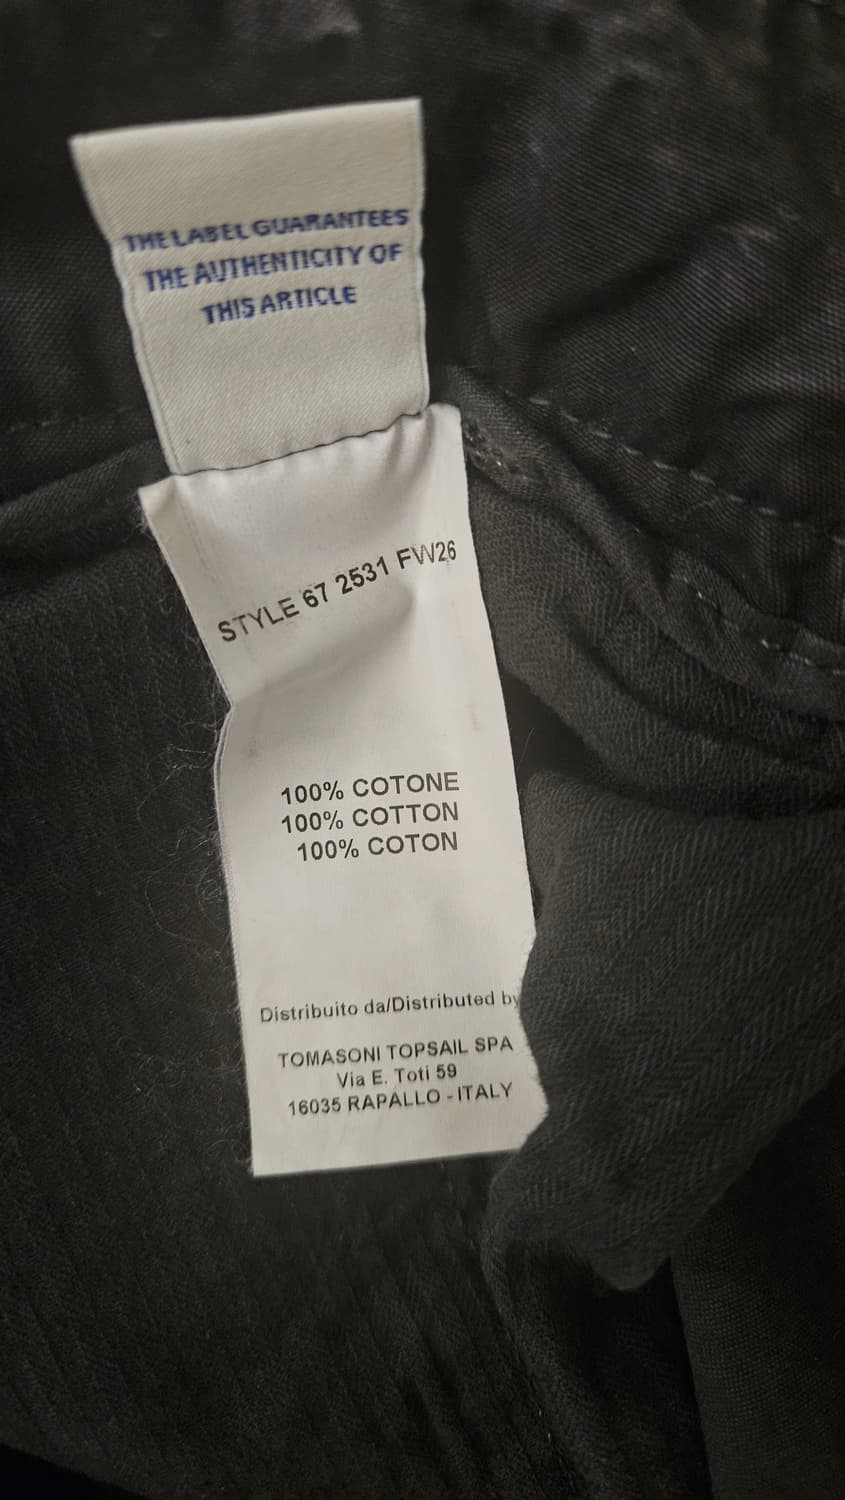 THE LABEL GUARANTEES
THE AUTHENTICITY OF
THIS ARTICLE
STYLE 67 2531 FW26
100% COTONE
100% COTTON
100% COTON
Distribuito da/Distributed by
TOMASONI TOPSAIL SPA
Via E. Toti 59
16035 RAPALLO - ITALY